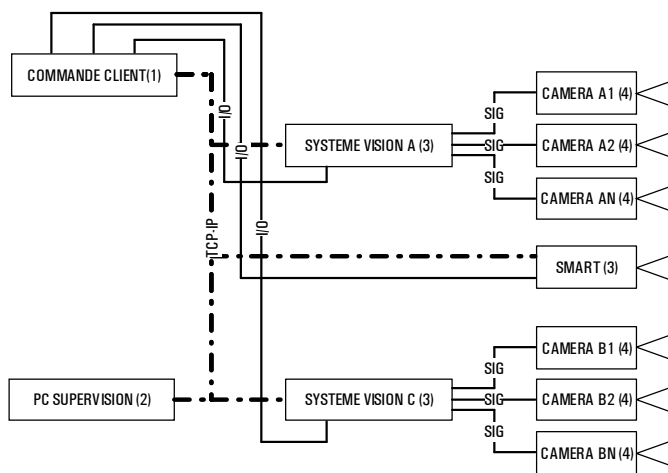 COMMANDE CLIENT(1)
I/O
I/O
I/O
TCP-IP
SYSTEME VISION A (3)
SIG
SIG
SIG
CAMERA A1 (4)
CAMERA A2 (4)
CAMERA AN (4)
SMART (3)
PC SUPERVISION (2)
SYSTEME VISION C (3)
SIG
SIG
SIG
CAMERA B1 (4)
CAMERA B2 (4)
CAMERA BN (4)